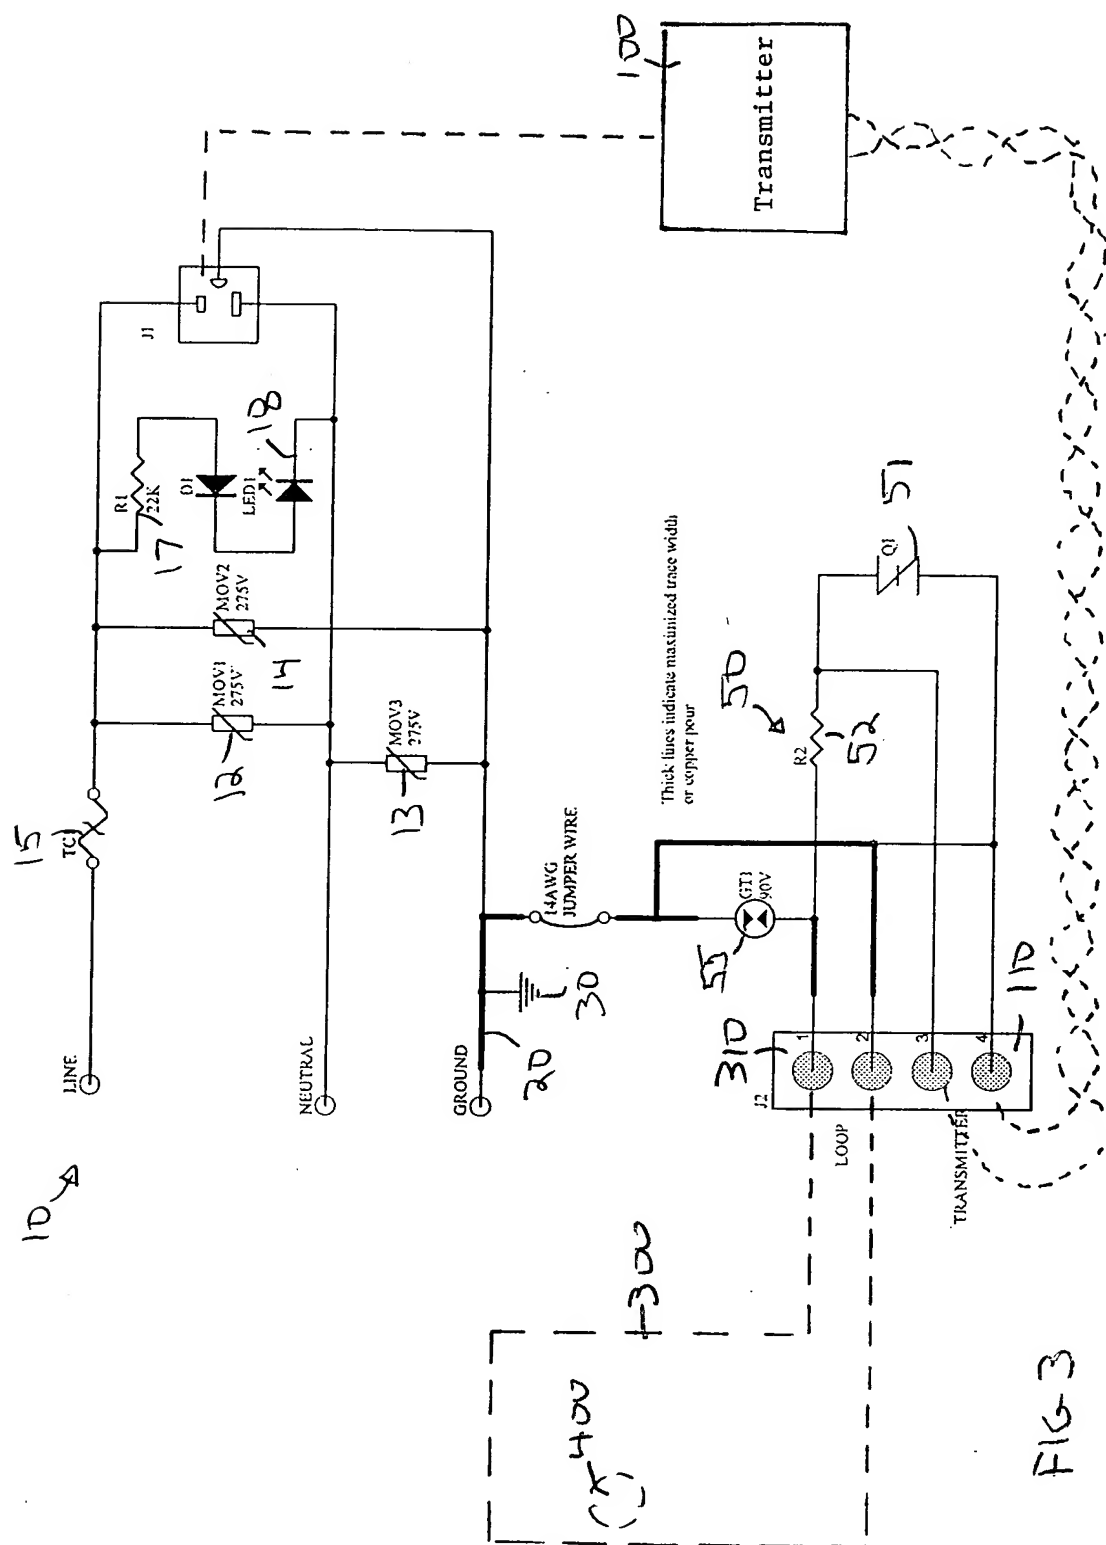 10
LINE
15
TC1
12
MOV1
275V
14
MOV2
275V
17
R1
22K
D1
LED1
18
J1
NEUTRAL
13
MOV3
275V
GROUND
20
30
14AWG
JUMPER WIRE
Thick lines indicate maximized trace width
or copper pour
100
Transmitter
55
GT1
90V
50
R2
52
Q1
51
310
J2
1
2
3
4
110
LOOP
TRANSMITTER
300
400
FIG 3